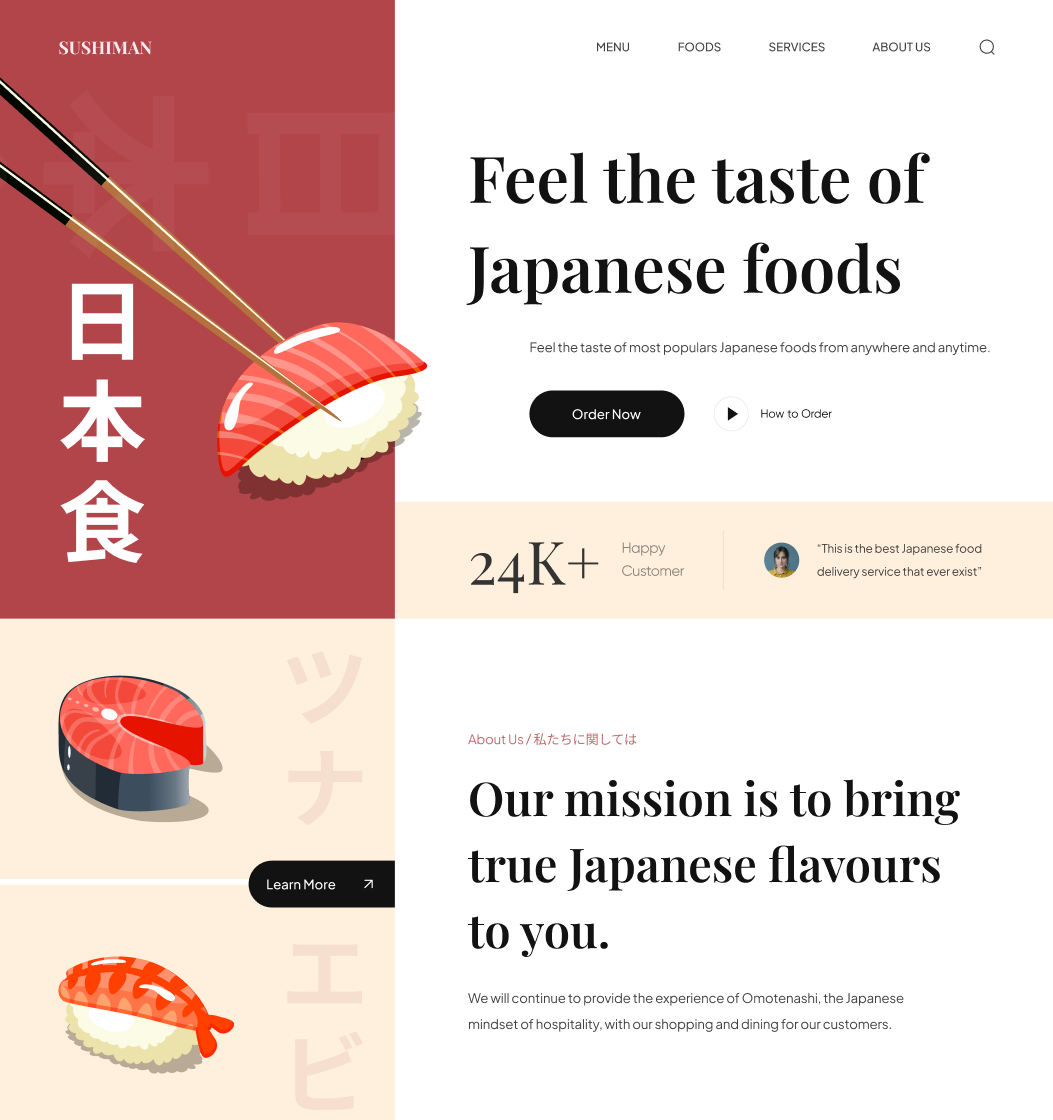 SUSHIMAN
MENU
FOODS
SERVICES
ABOUT US
日本
Feel the taste of
Japanese foods
Feel the taste of most populars Japanese foods from anywhere and anytime.
Order Now
How to Order
日
本
食
24K+
Happy
Customer
“This is the best Japanese food
delivery service that ever exist”
ツ
ナ
Learn More
エ
ビ
About Us / 私たちに関しては
Our mission is to bring
true Japanese flavours
to you.
We will continue to provide the experience of Omotenashi, the Japanese
mindset of hospitality, with our shopping and dining for our customers.